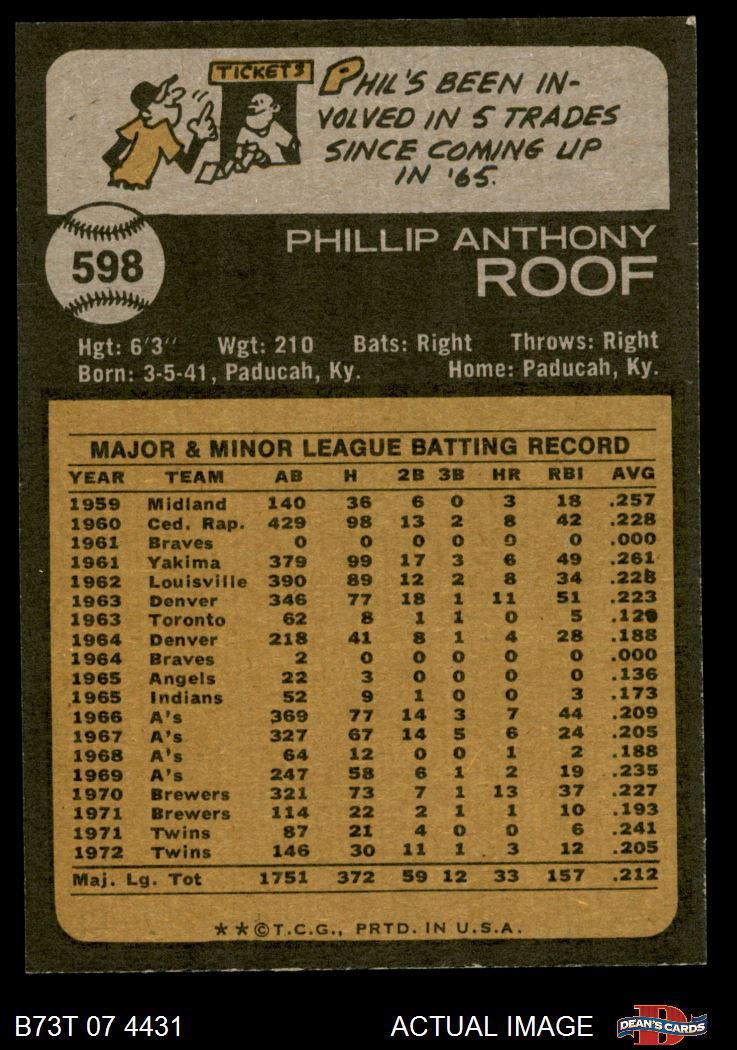 TICKETS
PHIL'S BEEN IN-
VOLVED IN 5 TRADES
SINCE COMING UP
IN '65.
598
PHILLIP ANTHONY
ROOF
Hgt: 6'3" Wgt: 210 Bats: Right Throws: Right
Born: 3-5-41, Paducah, Ky. Home: Paducah, Ky.
MAJOR & MINOR LEAGUE BATTING RECORD
YEAR TEAM AB H 2B 3B HR RBI AVG
1959 Midland 140 36 6 0 3 18 .257
1960 Ced. Rap. 429 98 13 2 8 42 .228
1961 Braves 0 0 0 0 0 0 .000
1961 Yakima 379 99 17 3 6 49 .261
1962 Louisville 390 89 12 2 8 34 .228
1963 Denver 346 77 18 1 11 51 .223
1963 Toronto 62 8 1 1 0 5 .129
1964 Denver 218 41 8 1 4 28 .188
1964 Braves 2 0 0 0 0 0 .000
1965 Angels 22 3 0 0 0 0 .136
1965 Indians 52 9 1 0 0 3 .173
1966 A's 369 77 14 3 7 44 .209
1967 A's 327 67 14 5 6 24 .205
1968 A's 64 12 0 0 1 2 .188
1969 A's 247 58 6 1 2 19 .235
1970 Brewers 321 73 7 1 13 37 .227
1971 Brewers 114 22 2 1 1 10 .193
1971 Twins 87 21 4 0 0 6 .241
1972 Twins 146 30 11 1 3 12 .205
Maj. Lg. Tot 1751 372 59 12 33 157 .212
★★©T.C.G., PRTD. IN U.S.A.
B73T 07 4431 ACTUAL IMAGE D DEAN'S CARDS